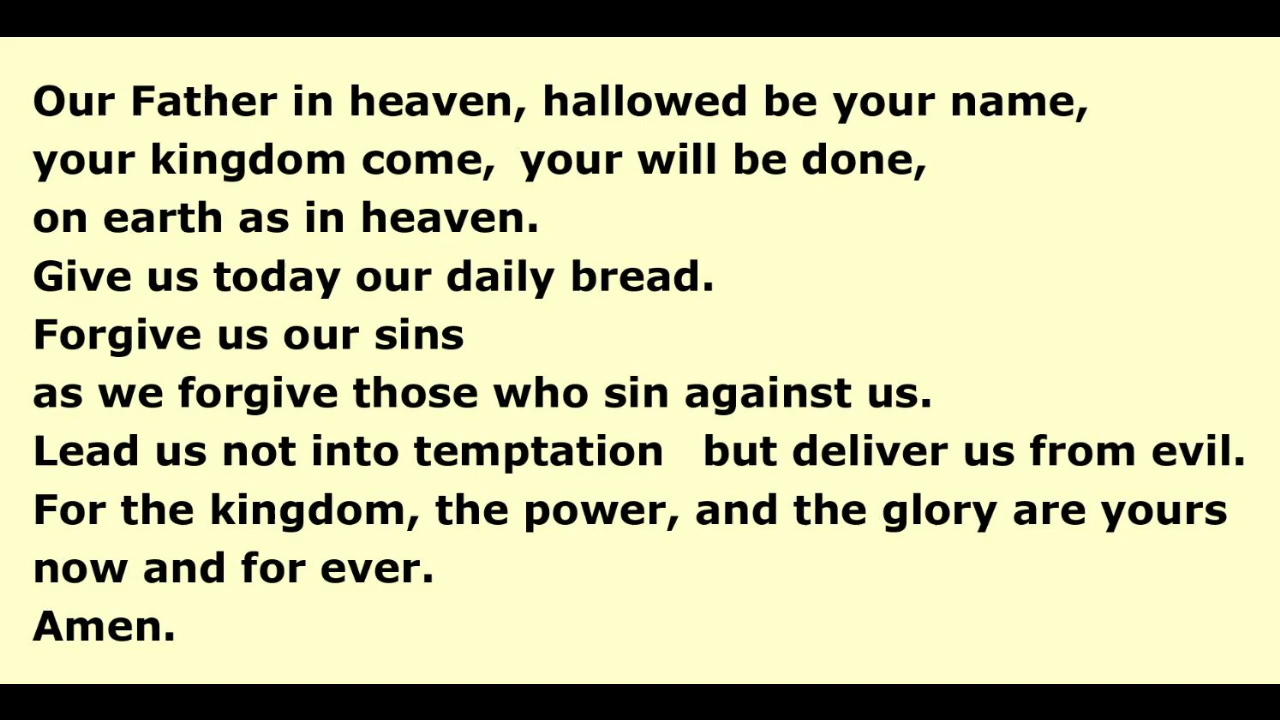 Our Father in heaven, hallowed be your name,
your kingdom come,  your will be done,
on earth as in heaven.
Give us today our daily bread.
Forgive us our sins
as we forgive those who sin against us.
Lead us not into temptation   but deliver us from evil.
For the kingdom, the power, and the glory are yours
now and for ever.
Amen.